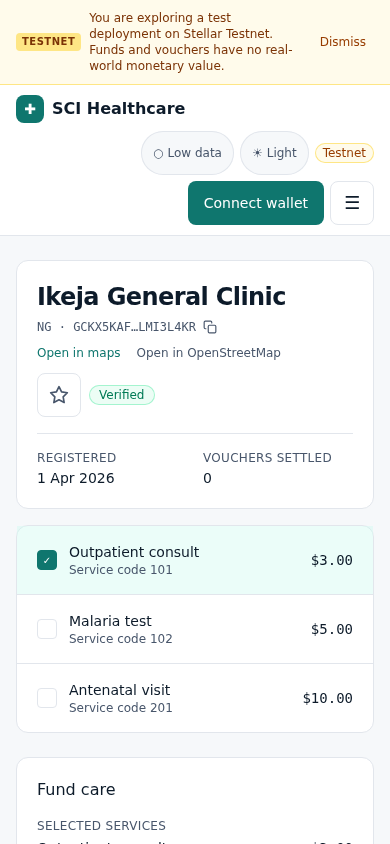 TESTNET
You are exploring a test
deployment on Stellar Testnet.
Funds and vouchers have no real-
world monetary value.
Dismiss
SCI Healthcare
Low data
Light
Testnet
Connect wallet
Ikeja General Clinic
NG · GCKX5KAF…LMI3L4KR
Open in maps Open in OpenStreetMap
Verified
REGISTERED VOUCHERS SETTLED
1 Apr 2026 0
Outpatient consult $3.00
Service code 101
Malaria test $5.00
Service code 102
Antenatal visit $10.00
Service code 201
Fund care
SELECTED SERVICES